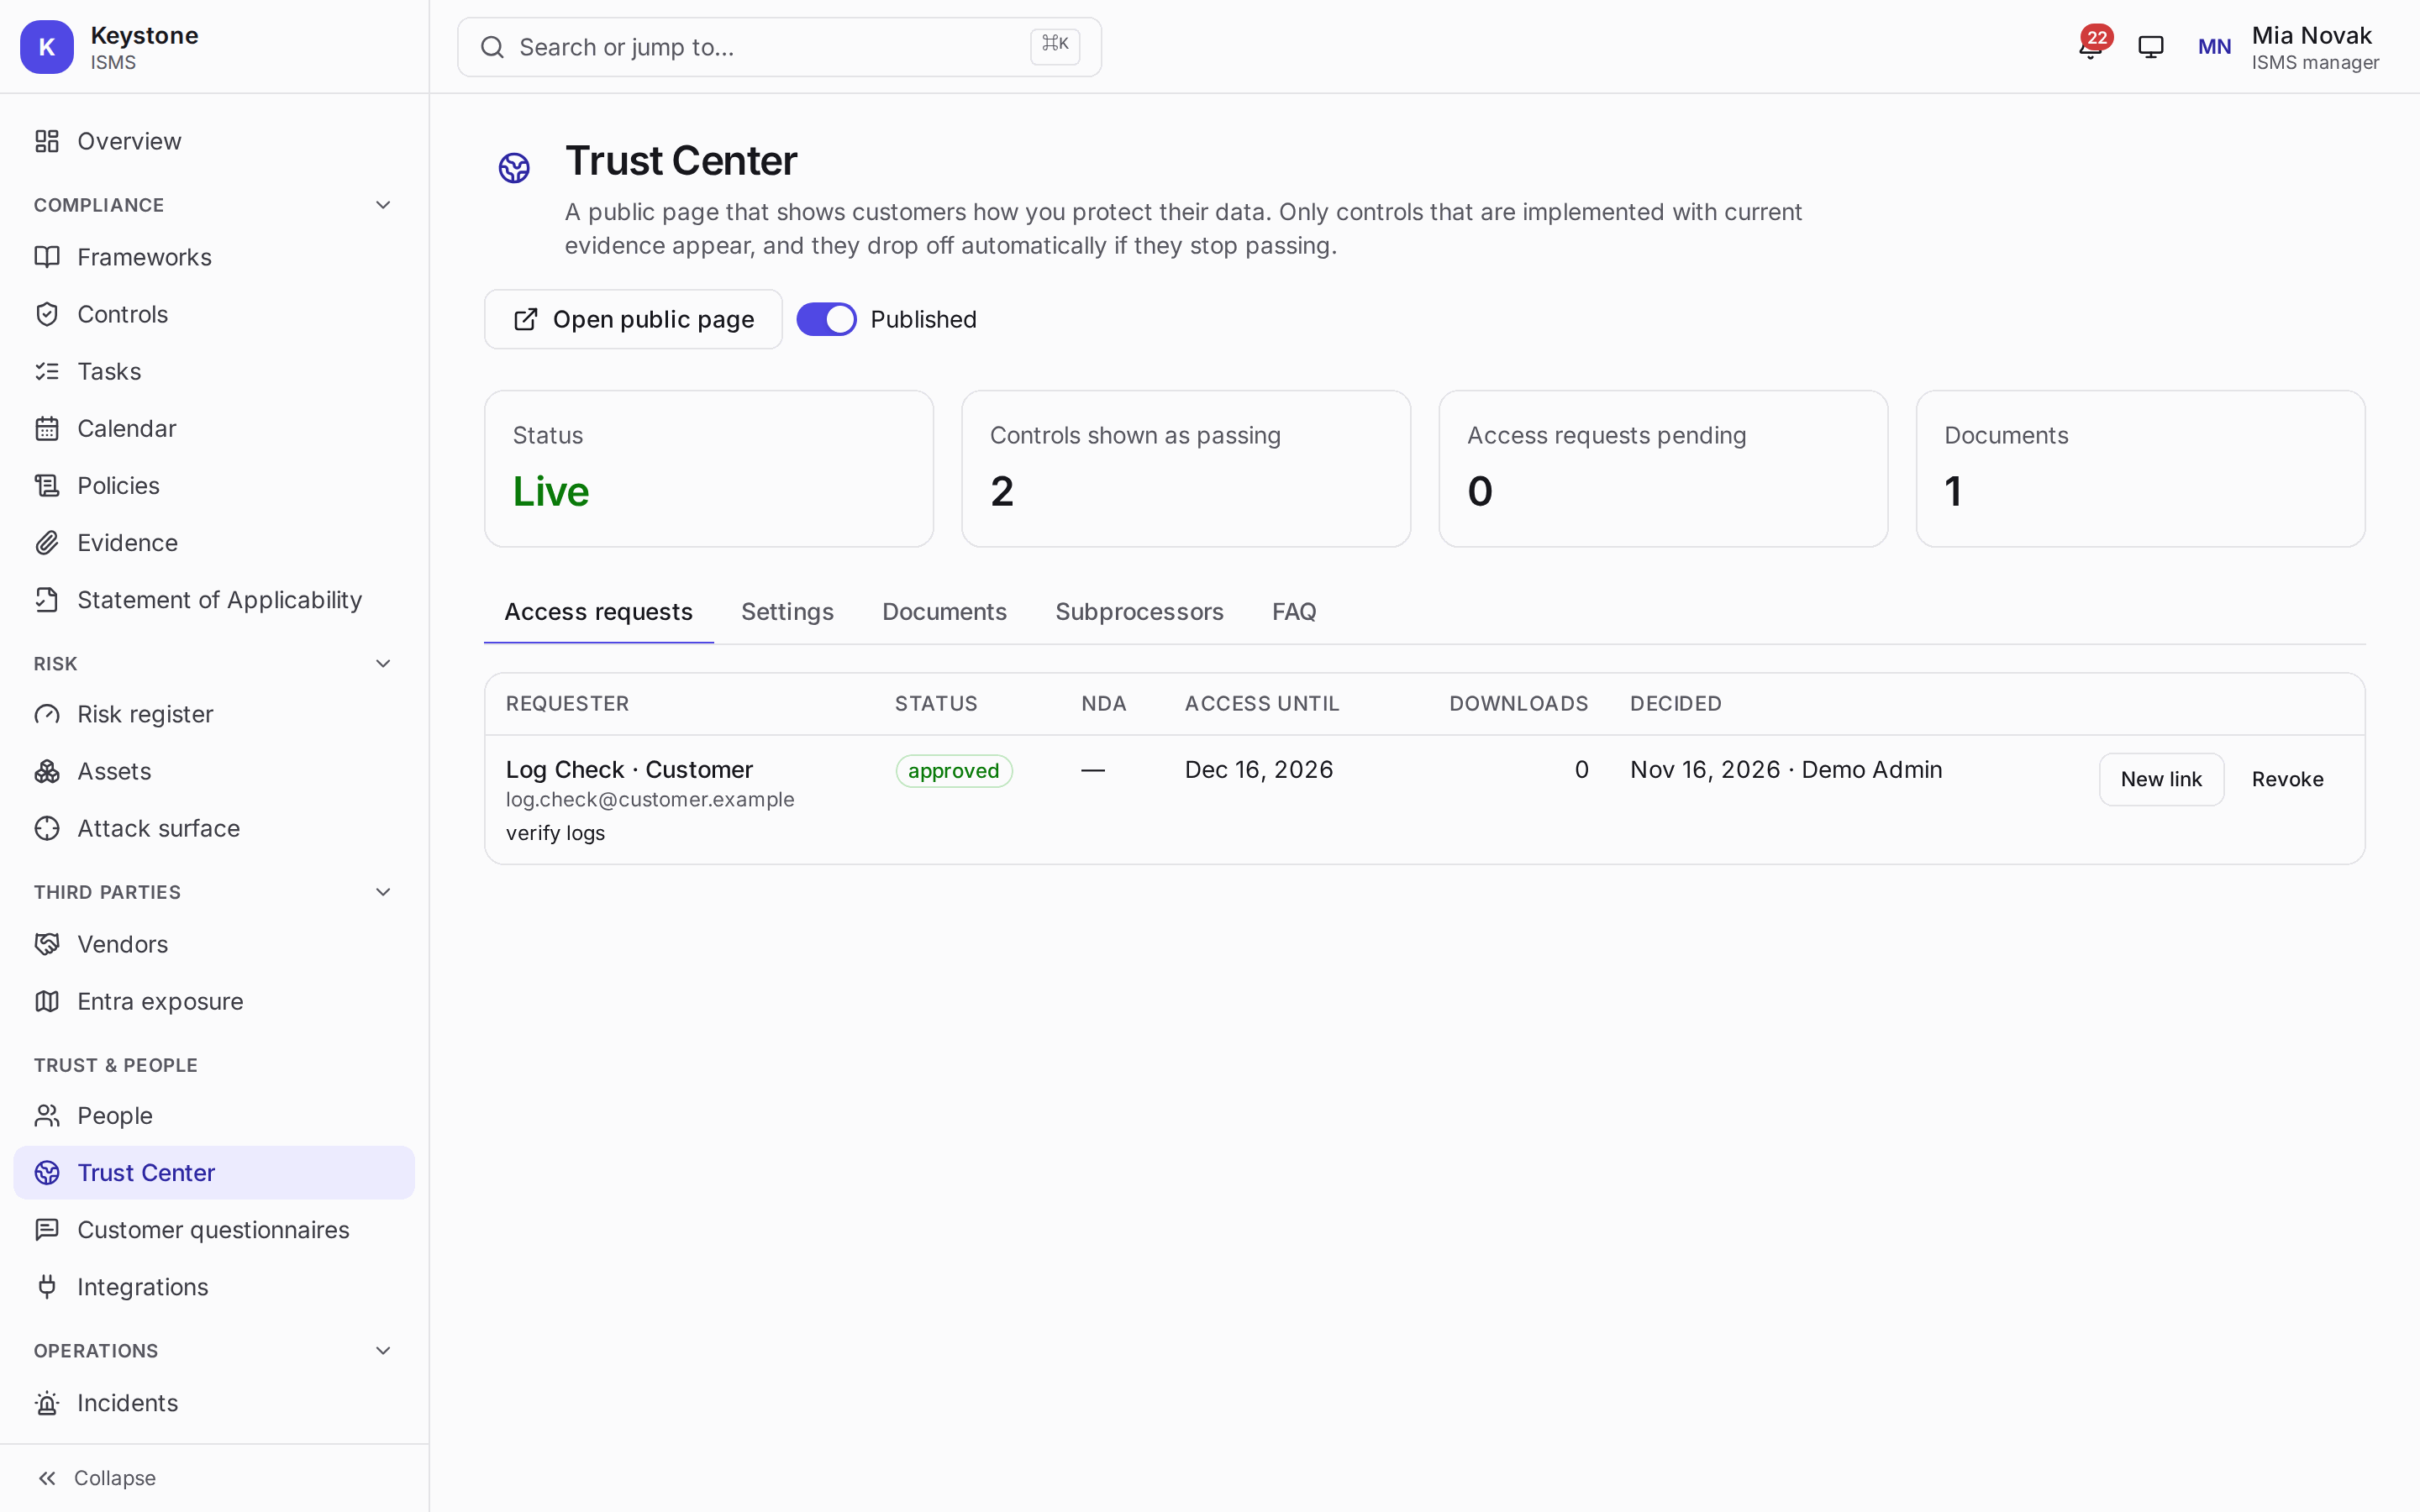 K
Keystone
ISMS
Search or jump to...
⌘K
22
MN
Mia Novak
ISMS manager
Overview
COMPLIANCE
Frameworks
Controls
Tasks
Calendar
Policies
Evidence
Statement of Applicability
RISK
Risk register
Assets
Attack surface
THIRD PARTIES
Vendors
Entra exposure
TRUST & PEOPLE
People
Trust Center
Customer questionnaires
Integrations
OPERATIONS
Incidents
Collapse
Trust Center
A public page that shows customers how you protect their data. Only controls that are implemented with current
evidence appear, and they drop off automatically if they stop passing.
Open public page
Published
Status
Live
Controls shown as passing
2
Access requests pending
0
Documents
1
Access requests
Settings
Documents
Subprocessors
FAQ
REQUESTER STATUS NDA ACCESS UNTIL DOWNLOADS DECIDED
Log Check · Customer approved — Dec 16, 2026 0 Nov 16, 2026 · Demo Admin New link Revoke
log.check@customer.example
verify logs